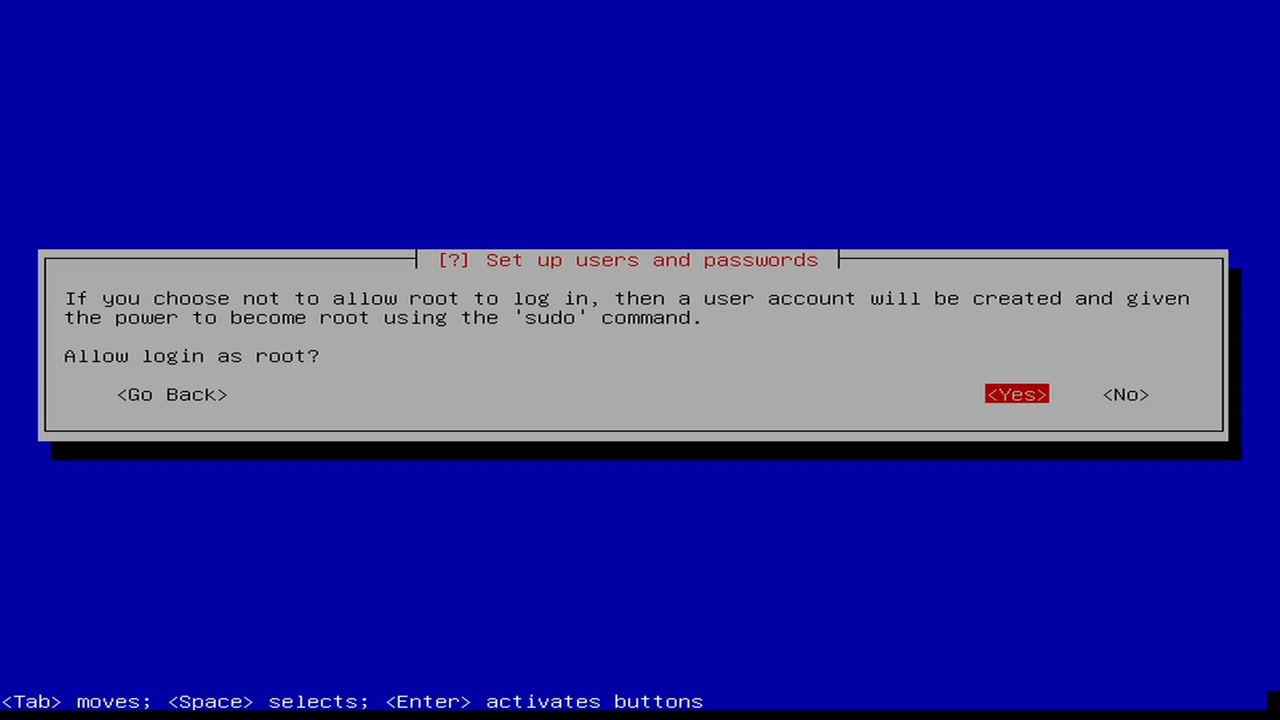 [?] Set up users and passwords
If you choose not to allow root to log in, then a user account will be created and given
the power to become root using the 'sudo' command.
Allow login as root?
<Go Back> <Yes> <No>
<Tab> moves; <Space> selects; <Enter> activates buttons